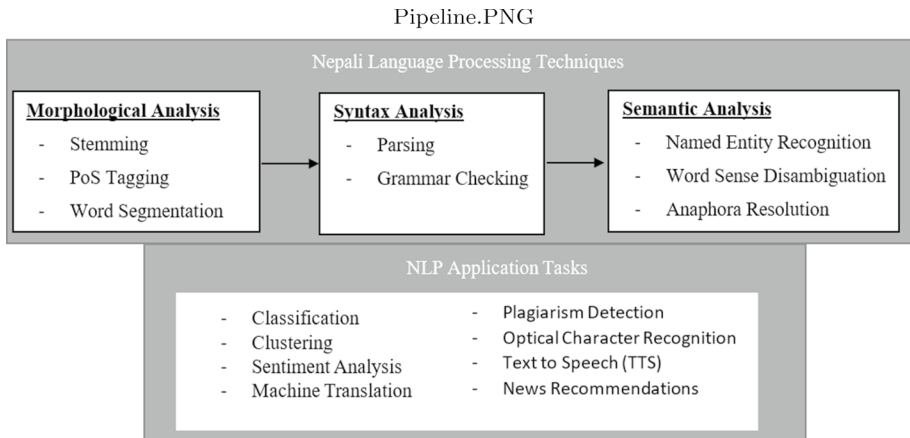 Pipeline.PNG
Nepali Language Processing Techniques
Morphological Analysis
- Stemming
- PoS Tagging
- Word Segmentation
Syntax Analysis
- Parsing
- Grammar Checking
Semantic Analysis
- Named Entity Recognition
- Word Sense Disambiguation
- Anaphora Resolution
NLP Application Tasks
- Classification
- Clustering
- Sentiment Analysis
- Machine Translation
- Plagiarism Detection
- Optical Character Recognition
- Text to Speech (TTS)
- News Recommendations